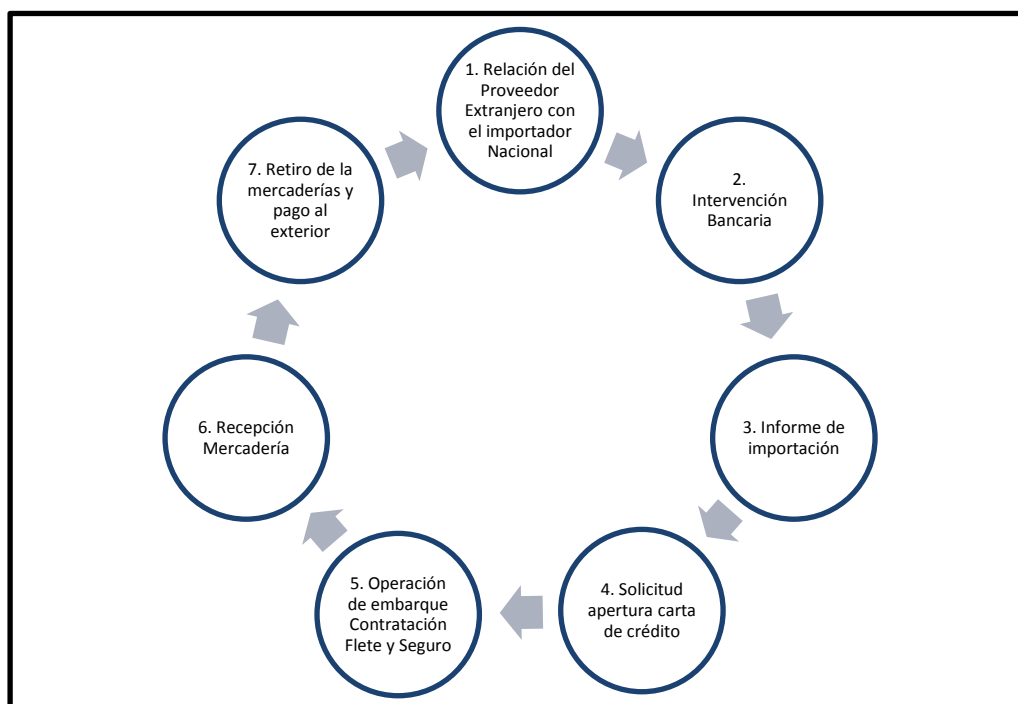 1. Relación del
Proveedor
Extranjero con
el importador
Nacional
2.
Intervención
Bancaria
3. Informe de
importación
4. Solicitud
apertura carta
de crédito
5. Operación
de embarque
Contratación
Flete y Seguro
6. Recepción
Mercadería
7. Retiro de la
mercaderías y
pago al
exterior